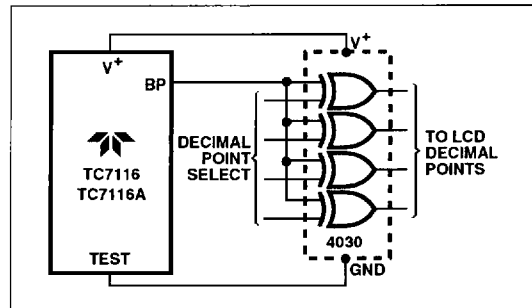 V+
V+
BP
DECIMAL
POINT
SELECT
TC7116
TC7116A
TO LCD
DECIMAL
POINTS
4030
TEST
GND